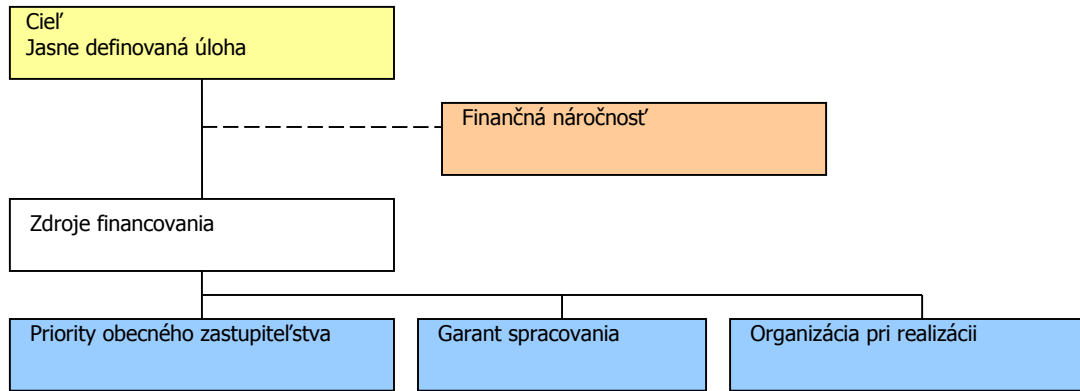 Cieľ
Jasne definovaná úloha
Finančná náročnosť
Zdroje financovania
Priority obecného zastupiteľstva
Garant spracovania
Organizácia pri realizácii